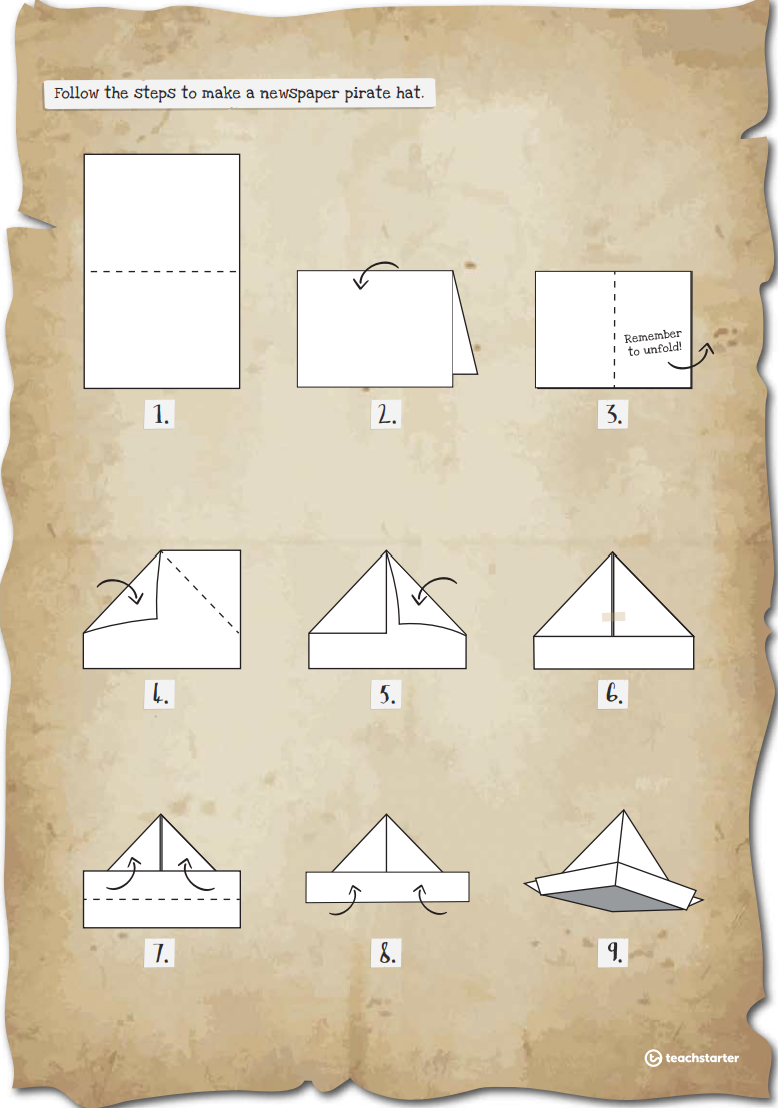 Follow the steps to make a newspaper pirate hat.
Remember
to unfold!
1.
2.
3.
4.
5.
6.
7.
8.
9.
teachstarter